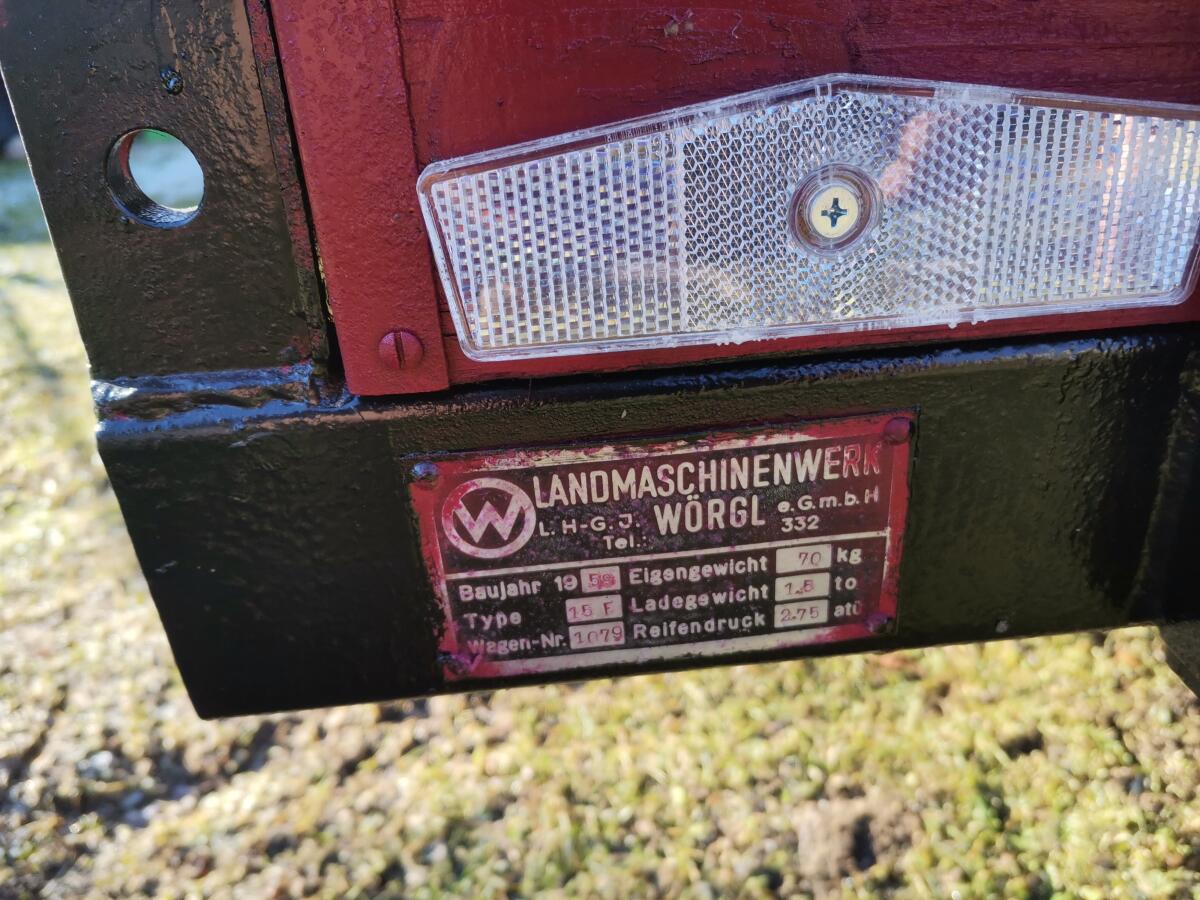 W LANDMASCHINENWERK
L. H-G. J. WÖRGL e.G.m.b.H
Tel.: 332
Baujahr 19 Eigengewicht 70 kg
Type 15 F Ladegewicht 1.5 to
Wagen-Nr. 1079 Reifendruck 2.75 atü